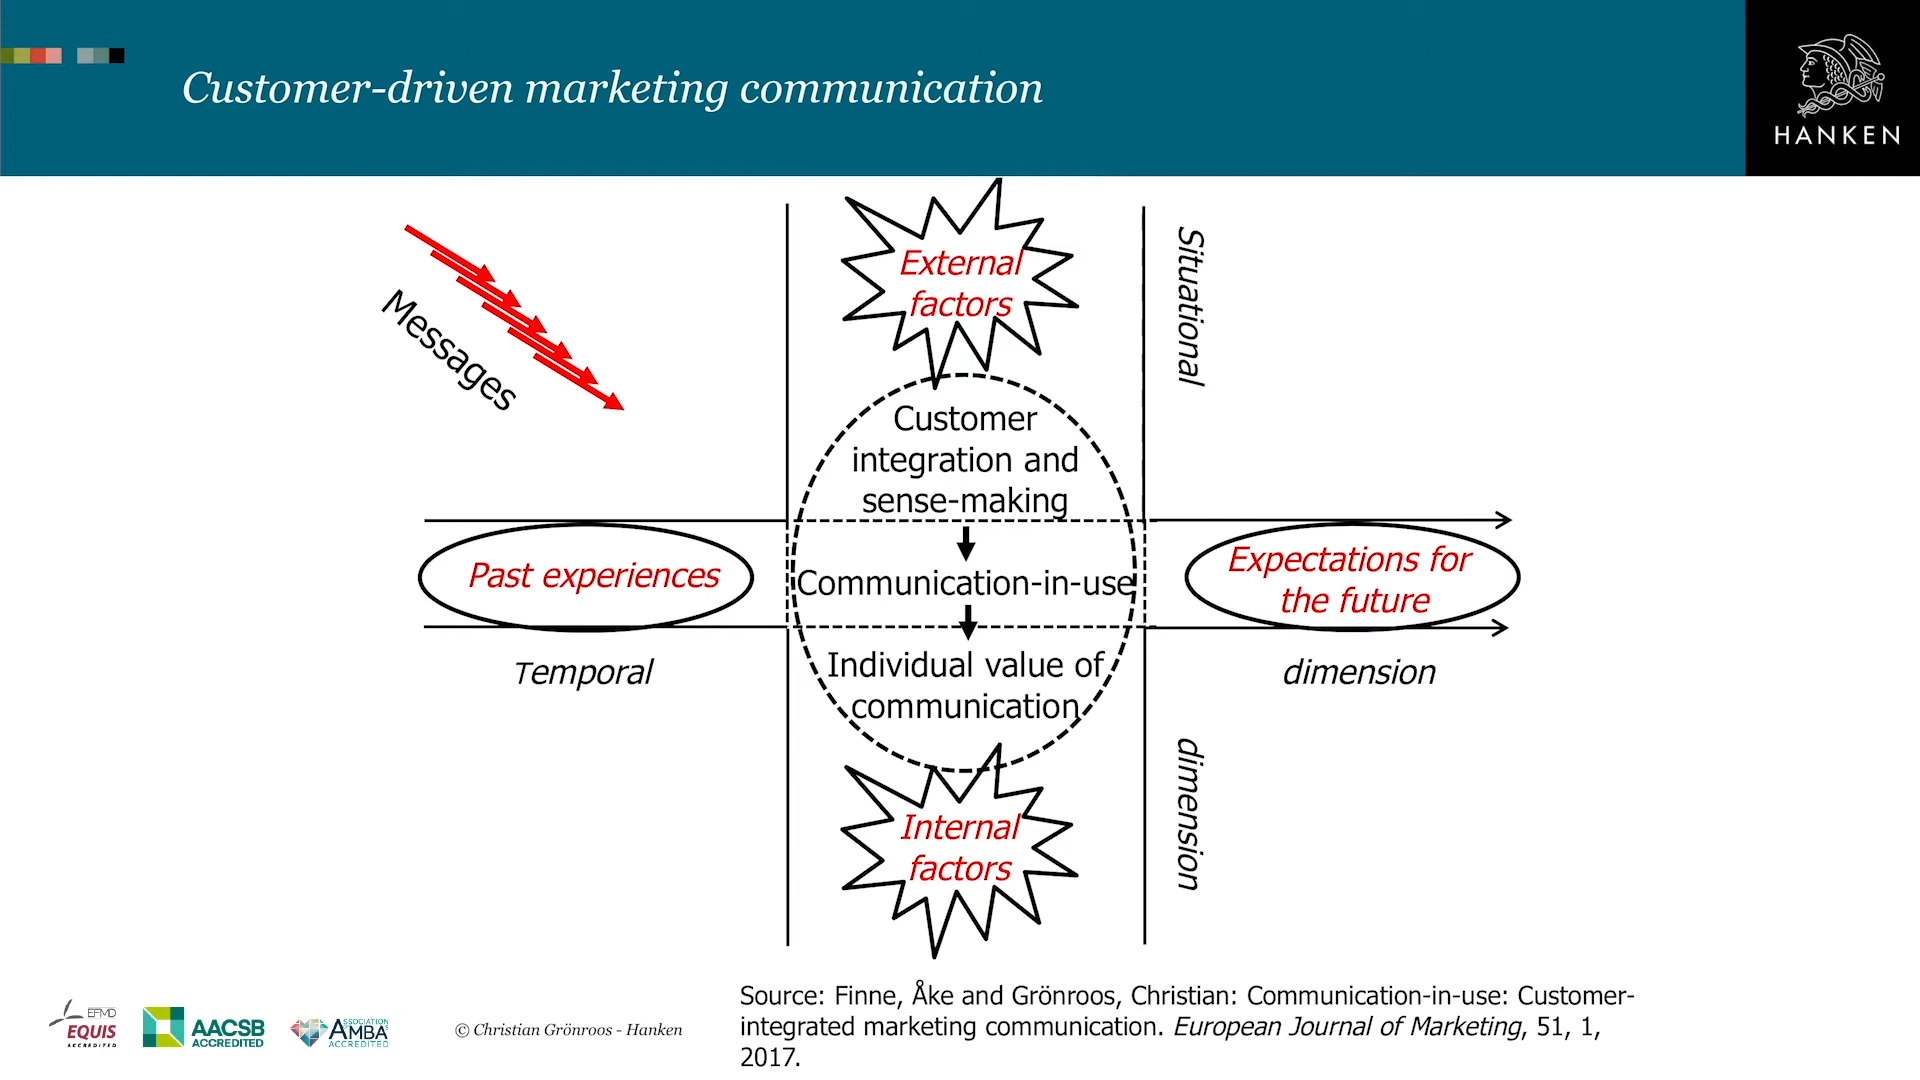 Customer-driven marketing communication
HANKEN
Messages
External
factors
Situational
Customer
integration and
sense-making
Past experiences
Communication-in-use
Expectations for
the future
Temporal
Individual value of
communication
dimension
dimension
Internal
factors
Source: Finne, Åke and Grönroos, Christian: Communication-in-use: Customer-
integrated marketing communication. European Journal of Marketing, 51, 1,
2017.
© Christian Grönroos - Hanken
EFMD
EQUIS
ACCREDITED
AACSB
ACCREDITED
ASSOCIATION
AMBA
ACCREDITED